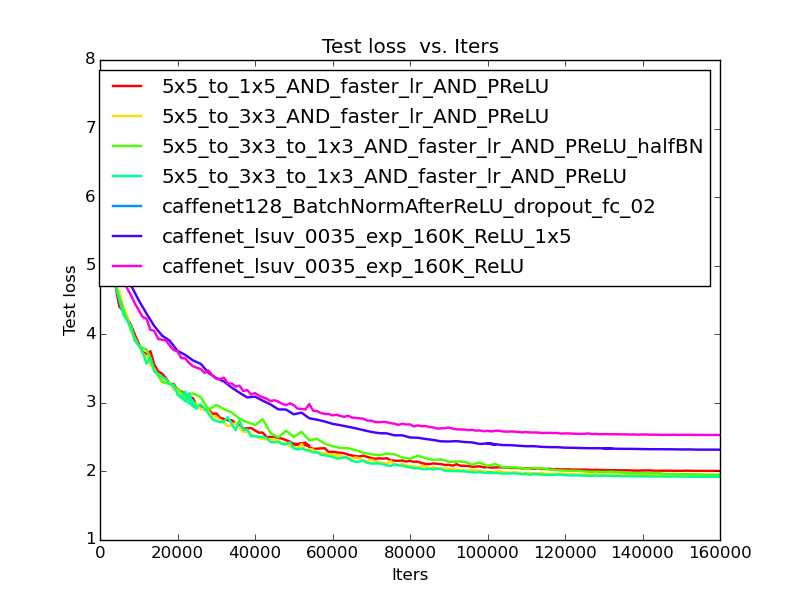 Test loss  vs. Iters
8
7
6
5
4
3
2
1
Test loss
5x5_to_1x5_AND_faster_lr_AND_PReLU
5x5_to_3x3_AND_faster_lr_AND_PReLU
5x5_to_3x3_to_1x3_AND_faster_lr_AND_PReLU_halfBN
5x5_to_3x3_to_1x3_AND_faster_lr_AND_PReLU
caffenet128_BatchNormAfterReLU_dropout_fc_02
caffenet_lsuv_0035_exp_160K_ReLU_1x5
caffenet_lsuv_0035_exp_160K_ReLU
0 20000 40000 60000 80000 100000 120000 140000 160000
Iters